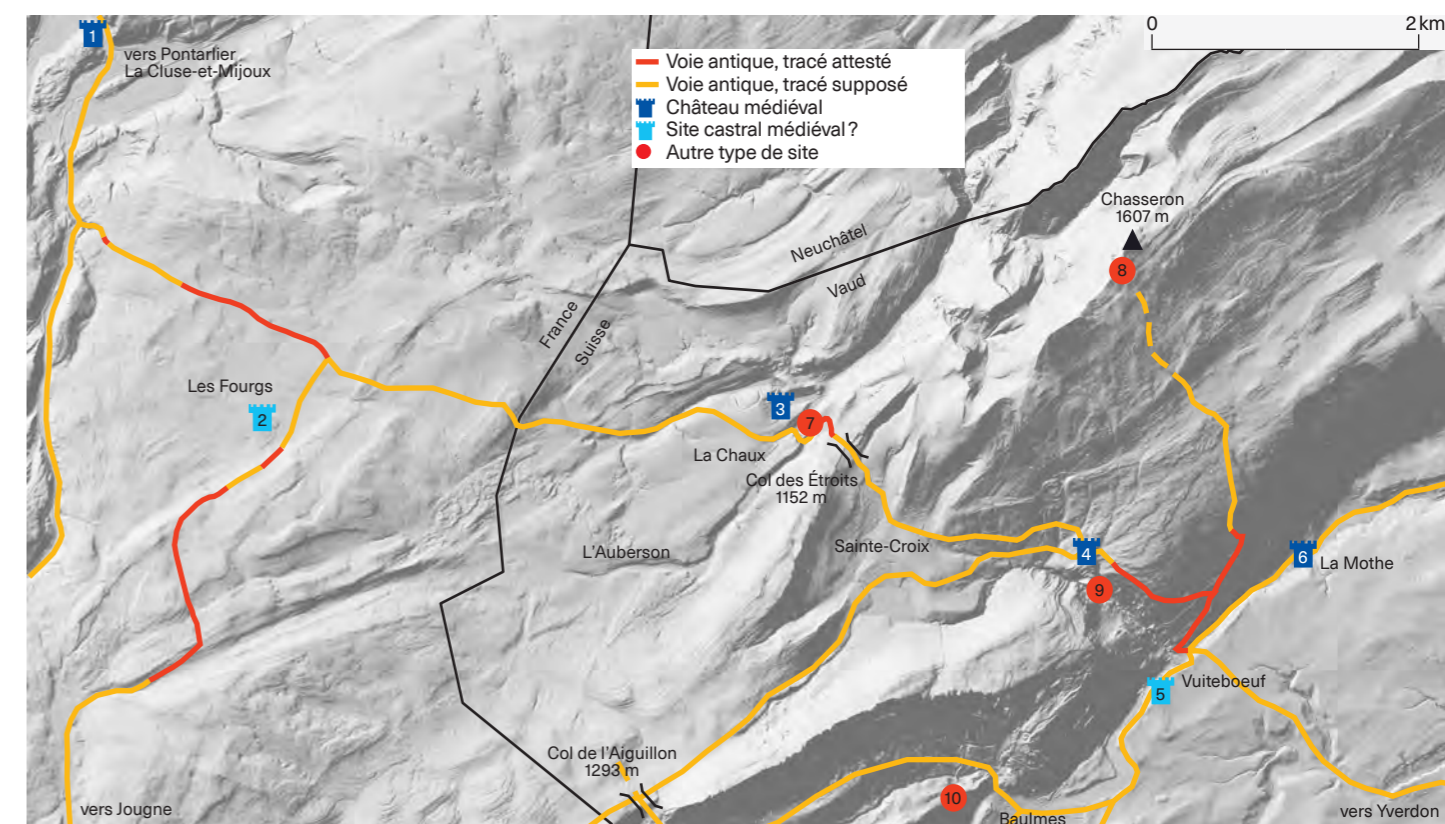 1
vers Pontarlier
La Cluse-et-Mijoux
0
2 km
Voie antique, tracé attesté
Voie antique, tracé supposé
Château médiéval
Site castral médiéval ?
Autre type de site
Chasseron
1607 m
8
Neuchâtel
Vaud
France
Suisse
Les Fourgs
2
3
7
La Chaux
Col des Étroits
1152 m
L'Auberson
Sainte-Croix
4
9
6
La Mothe
5
Vuiteboeuf
Col de l'Aiguillon
1293 m
10
Baulmes
vers Jougne
vers Yverdon